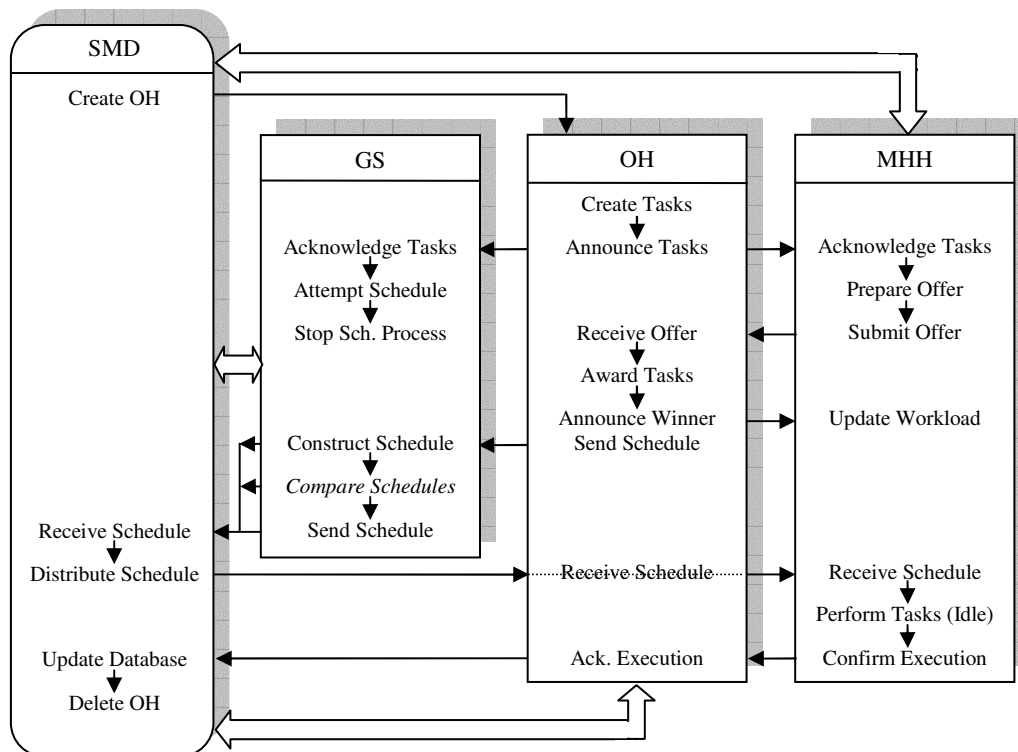 SMD
Create OH
GS
OH
MHH
Create Tasks
Acknowledge Tasks
Announce Tasks
Acknowledge Tasks
Attempt Schedule
Prepare Offer
Stop Sch. Process
Receive Offer
Submit Offer
Award Tasks
Announce Winner
Update Workload
Construct Schedule
Send Schedule
Compare Schedules
Receive Schedule
Send Schedule
Distribute Schedule
Receive Schedule
Receive Schedule
Perform Tasks (Idle)
Update Database
Ack. Execution
Confirm Execution
Delete OH